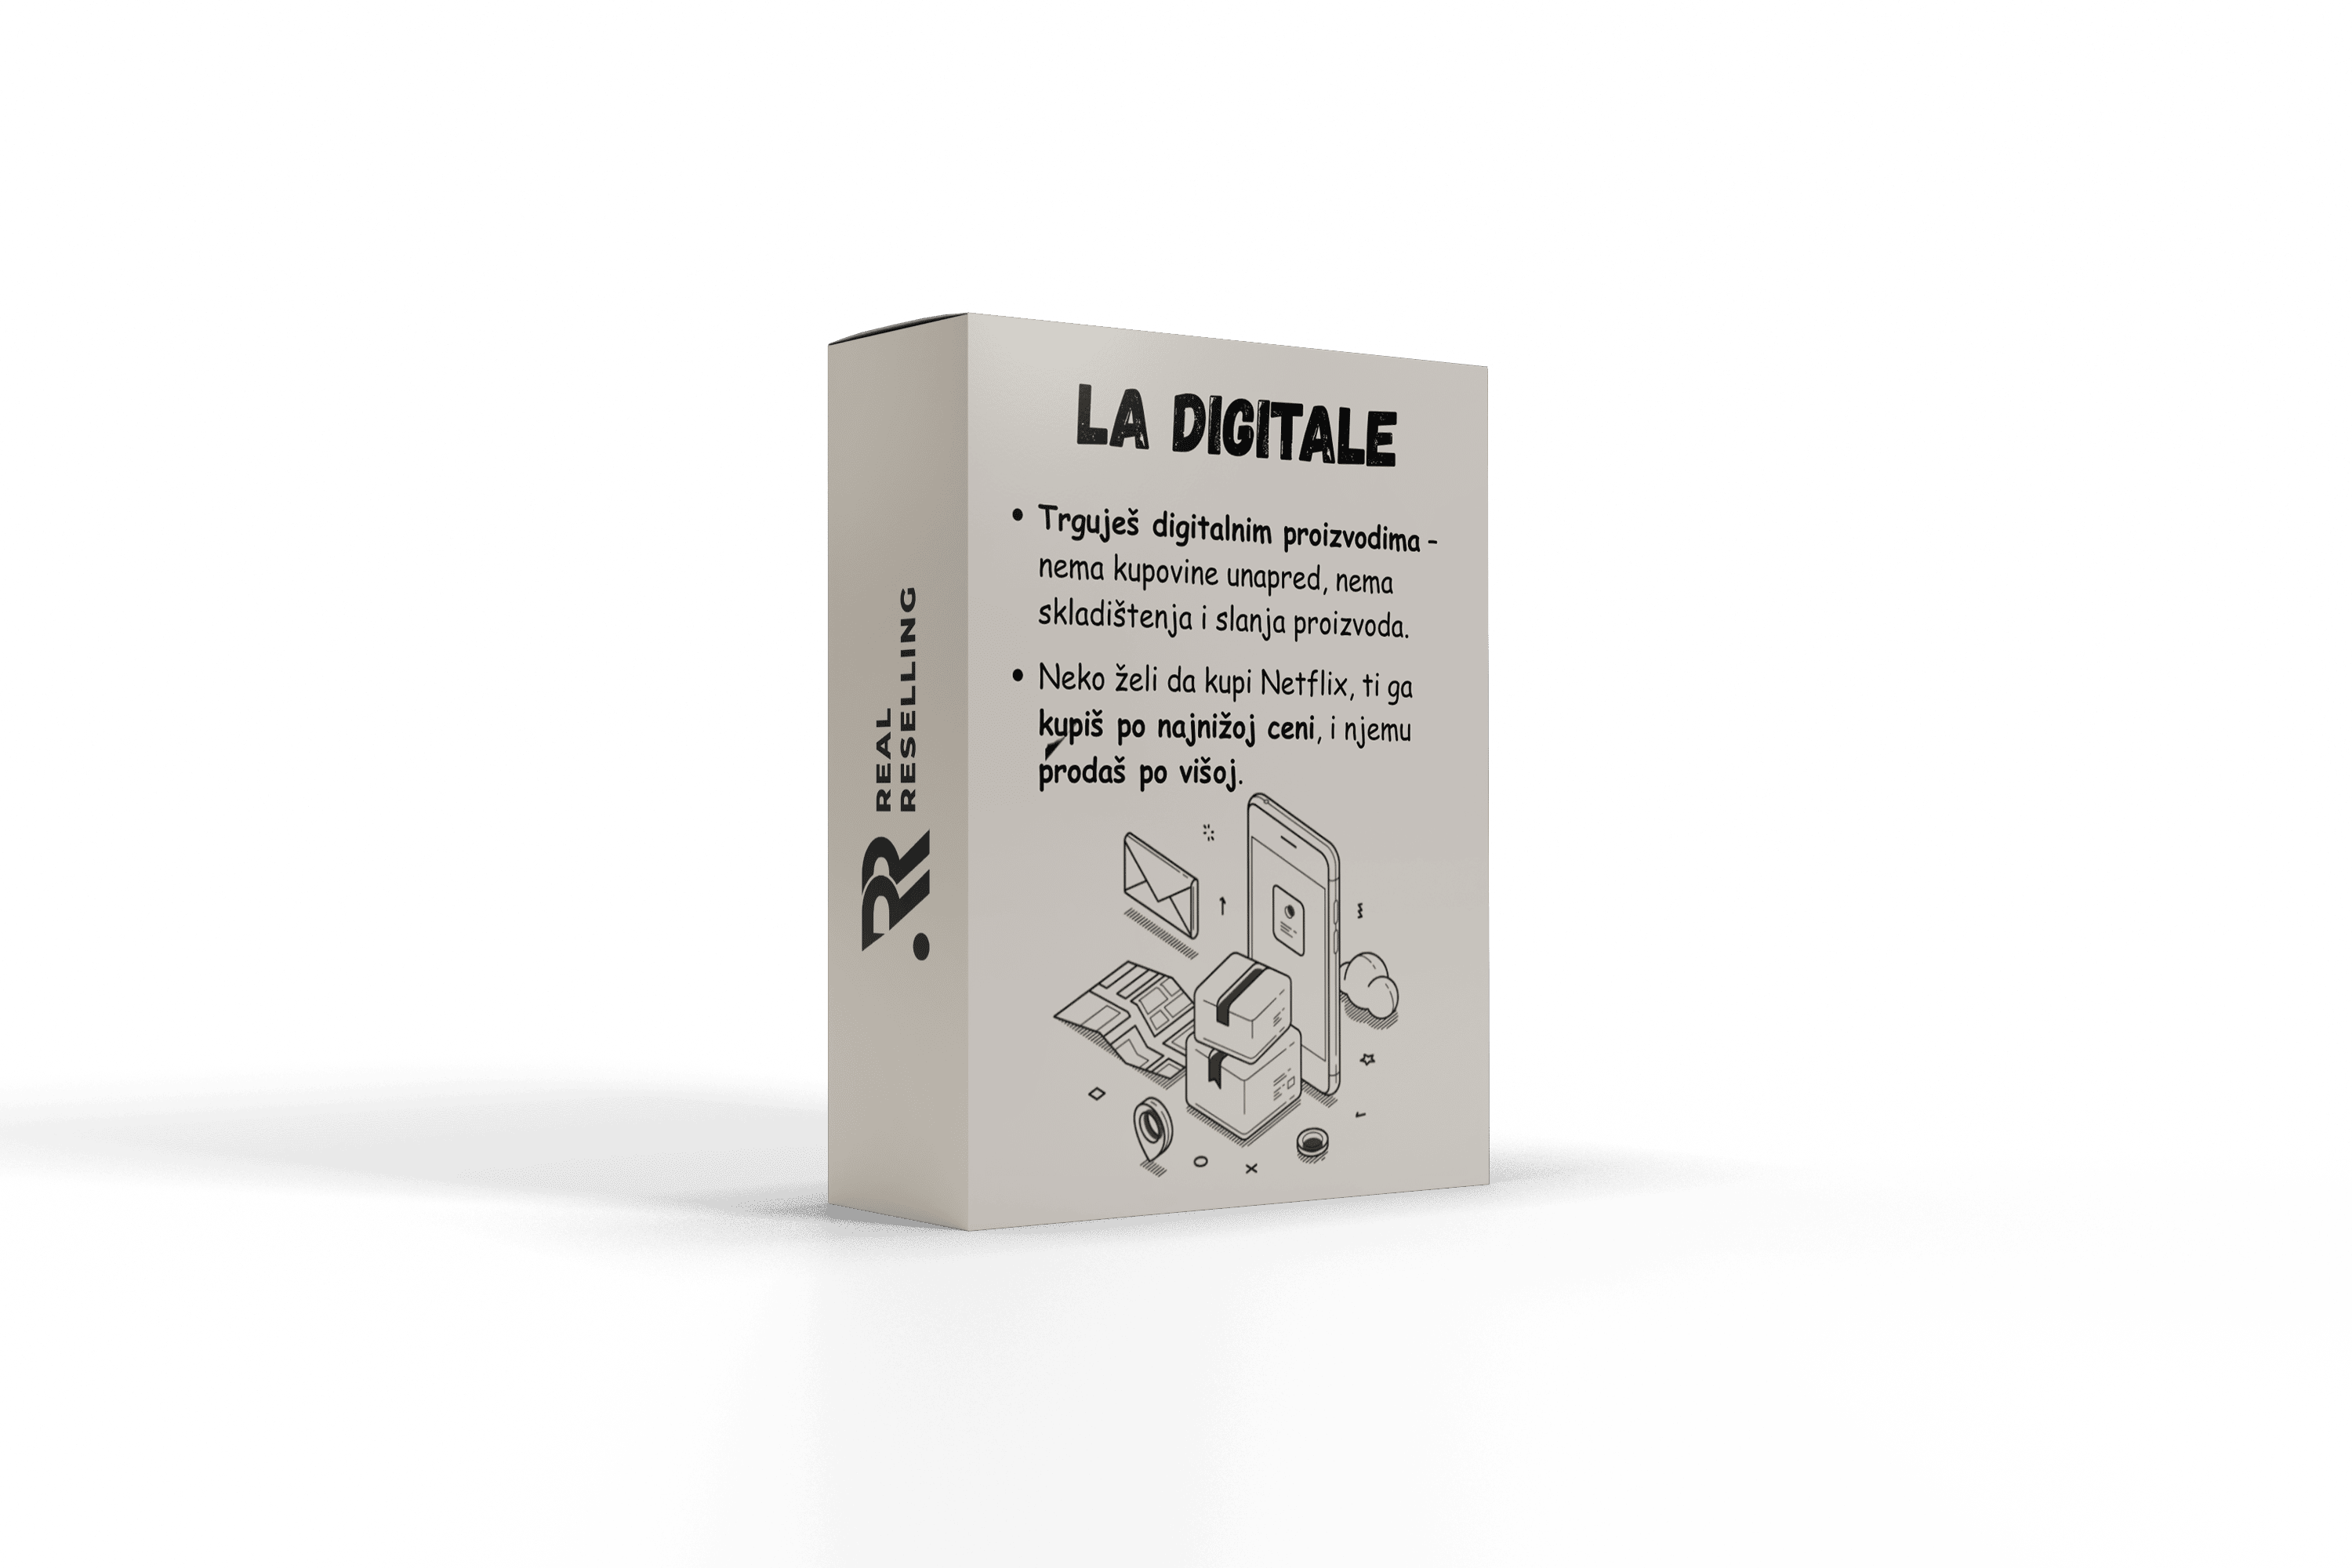 LA DIGITALE
• Trguješ digitalnim proizvodima -
nema kupovine unapred, nema
skladištenja i slanja proizvoda.
• Neko želi da kupi Netflix, ti ga
kupiš po najnižoj ceni, i njemu
prodaš po višoj.
REAL
RESELLING